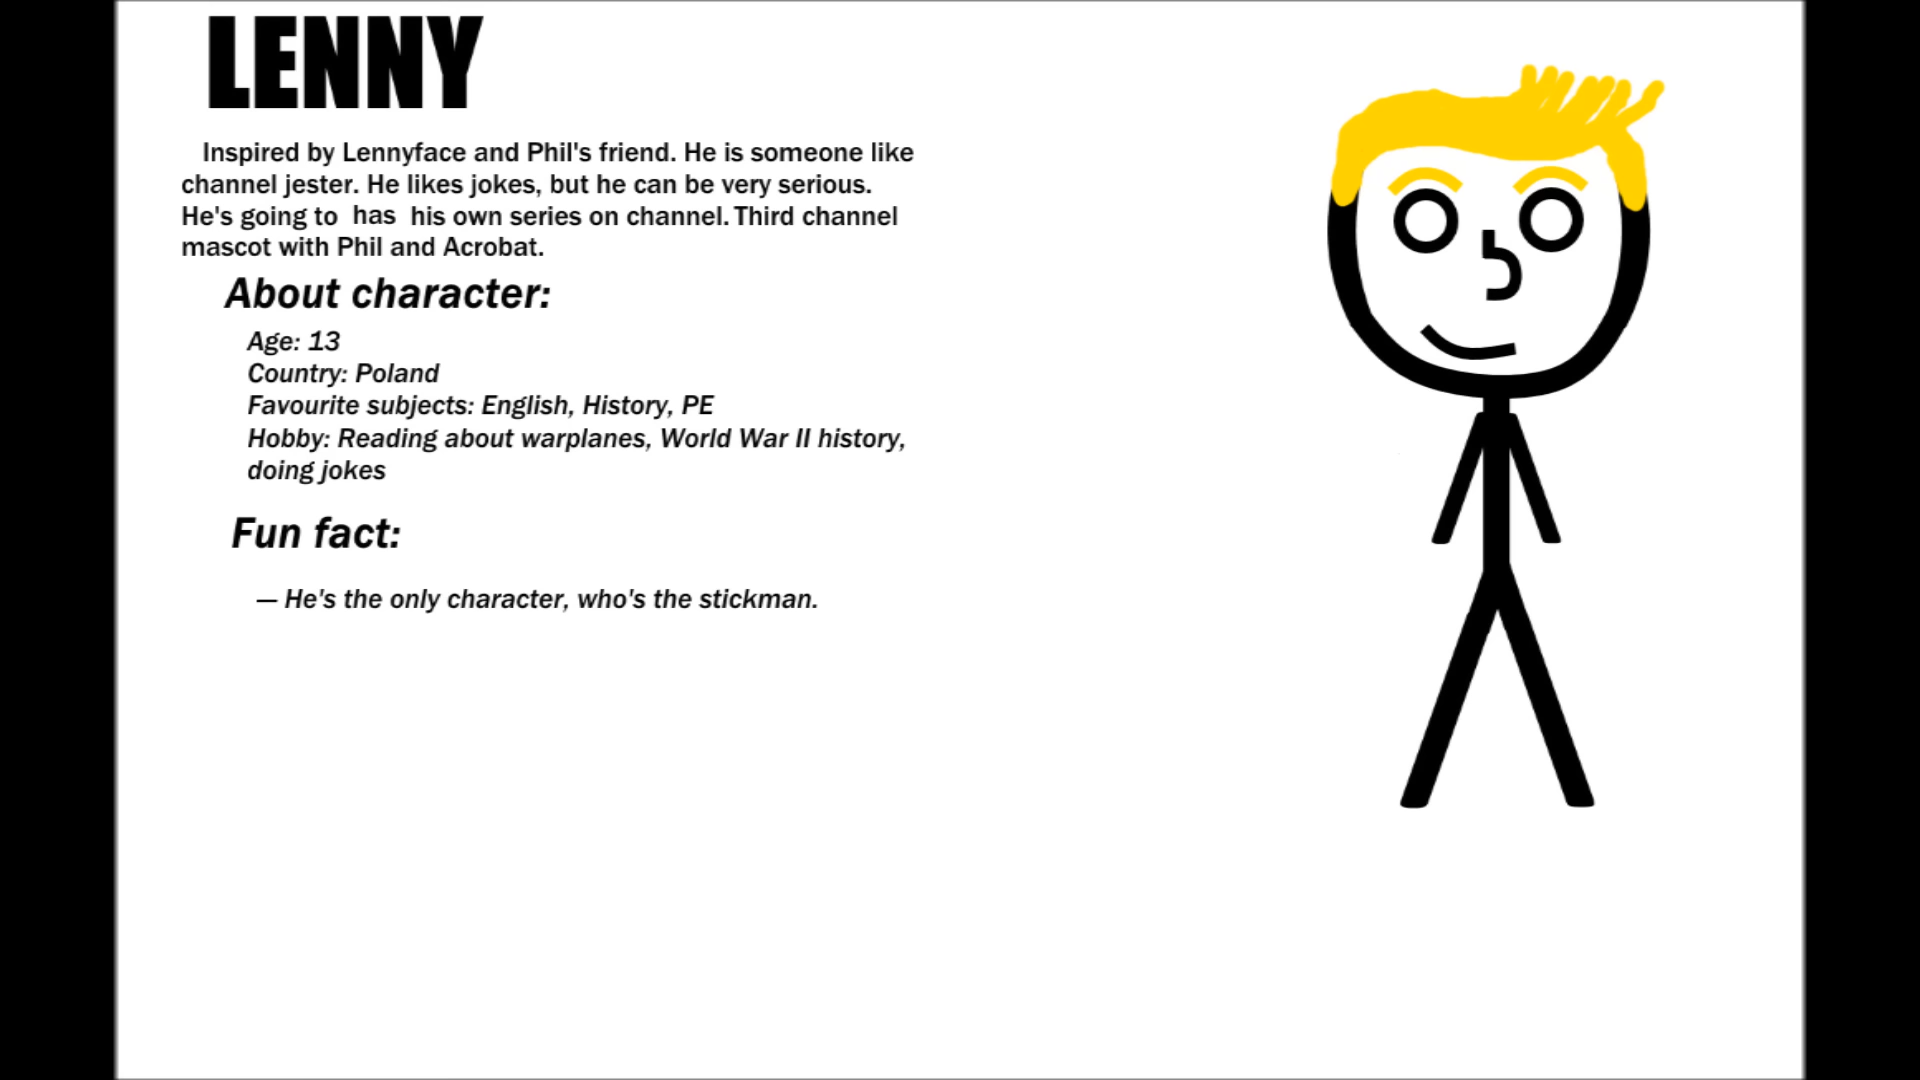 LENNY
Inspired by Lennyface and Phil's friend. He is someone like
channel jester. He likes jokes, but he can be very serious.
He's going to has his own series on channel. Third channel
mascot with Phil and Acrobat.
About character:
Age: 13
Country: Poland
Favourite subjects: English, History, PE
Hobby: Reading about warplanes, World War II history,
doing jokes
Fun fact:
— He's the only character, who's the stickman.